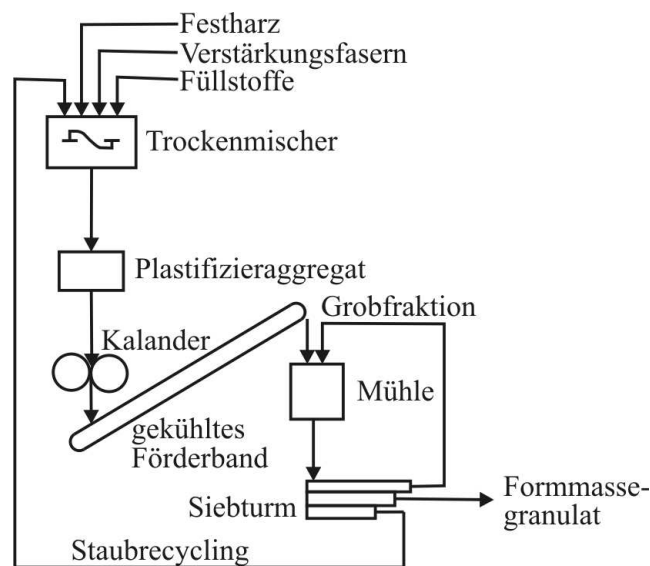 Festharz
Verstärkungsfasern
Füllstoffe
Trockenmischer
Plastifizieraggregat
Grobfraktion
Kalander
Mühle
gekühltes
Förderband
Siebturm
Formmasse-
granulat
Staubrecycling